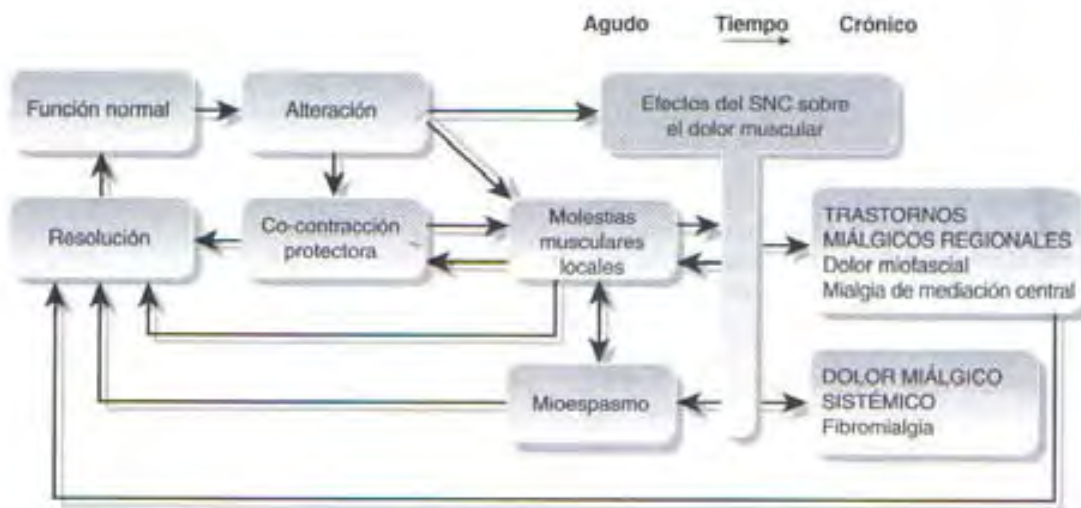 Agudo Tiempo Crónico
Función normal
Alteración
Efectos del SNC sobre
el dolor muscular
Resolución
Co-contracción
protectora
Molestias
musculares
locales
TRASTORNOS
MIÁLGICOS REGIONALES
Dolor miofascial
Mialgia de mediación central
Mioespasmo
DOLOR MIÁLGICO
SISTÉMICO
Fibromialgia